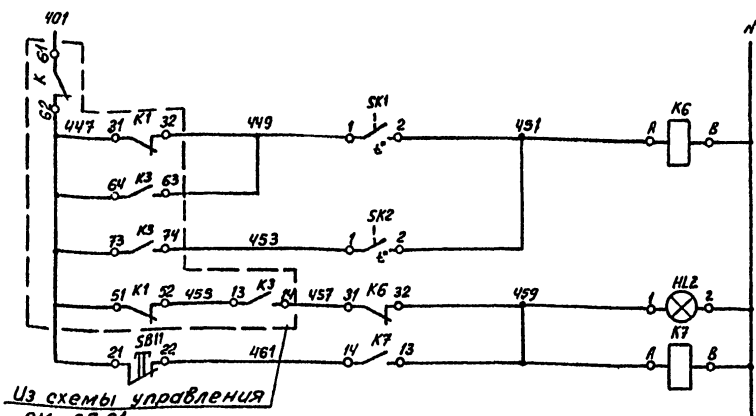 401
N
61
K
62
447 31 K1 32 449 1 SK1 2 451 A K6 B
t°
64 K3 63
73 K3 74 453 1 SK2 2
t°
51 K1 52 455 13 K3 14 457 31 K6 32 459 1 HL2 2
21 SB11 22 461 14 K7 13 A K7 B
Из схемы управления